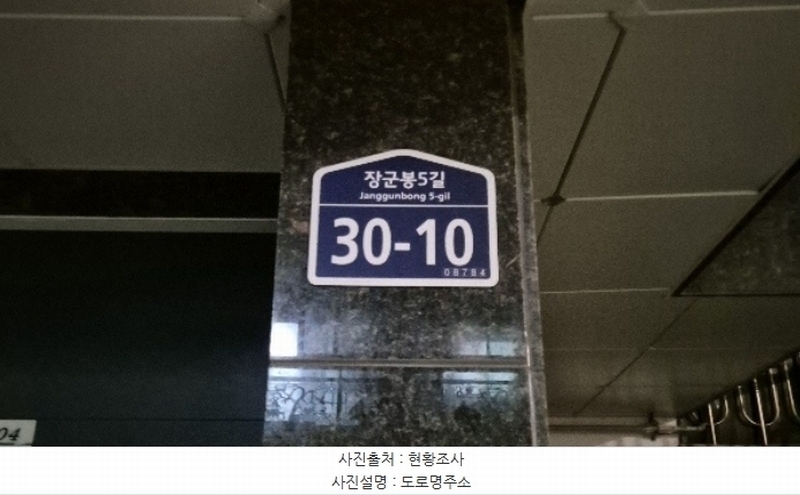 장군봉5길
Janggunbong 5-gil
30-10
08784
04
사진출처 : 현황조사
사진설명 : 도로명주소